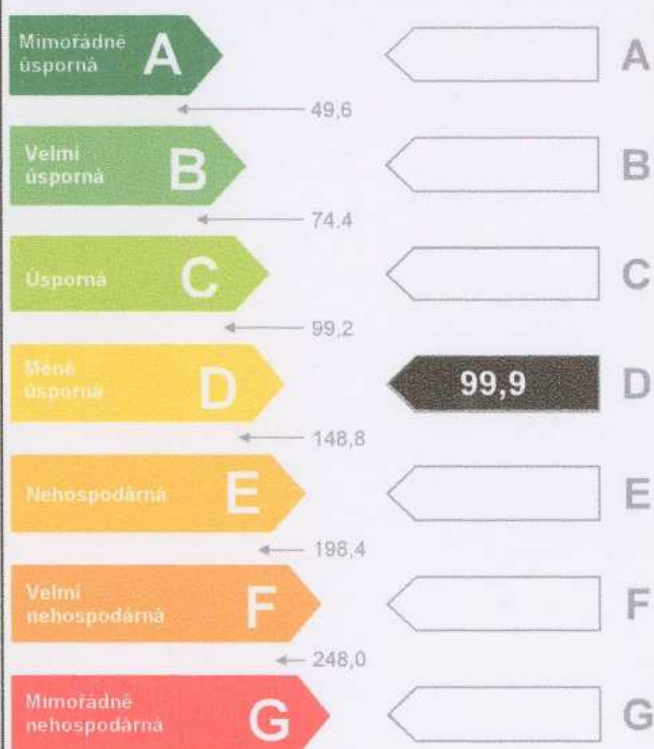 Mimořádně
úsporná
A
A
49,6
Velmi
úsporná
B
B
74,4
Úsporná
C
C
99,2
Méně
úsporná
D
99,9
D
148,8
Nehospodárná
E
E
198,4
Velmi
nehospodárná
F
F
248,0
Mimořádně
nehospodárná
G
G